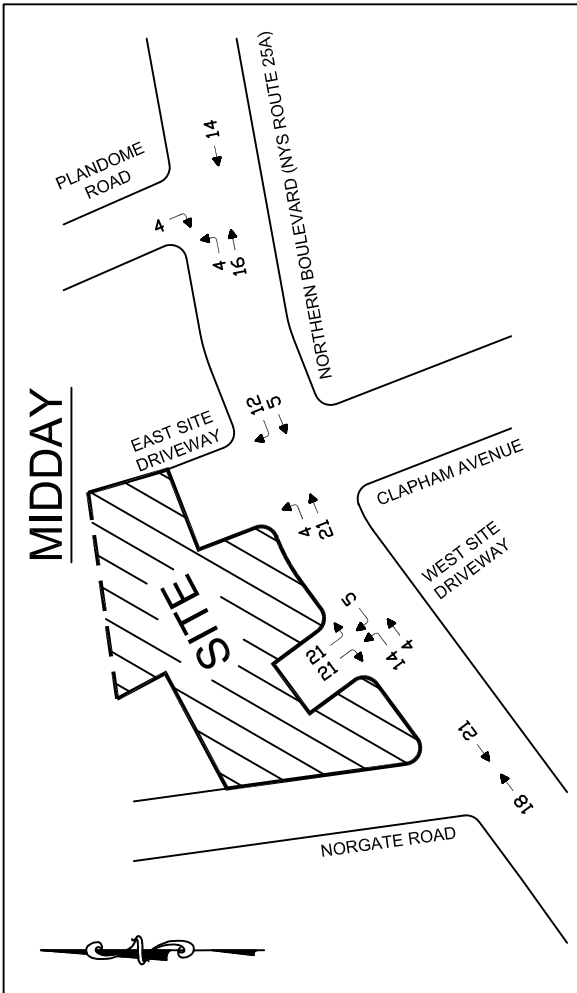 MIDDAY
PLANDOME
ROAD
14
4
4
16
NORTHERN BOULEVARD (NYS ROUTE 25A)
EAST SITE
DRIVEWAY
12
5
4
21
CLAPHAM AVENUE
SITE
WEST SITE
DRIVEWAY
5
21
21
14
4
21
18
NORGATE ROAD
N